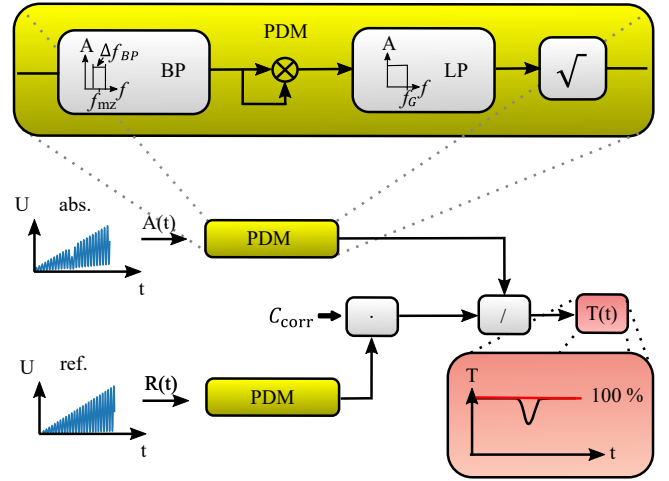 PDM
A
Δf_BP
BP
f_mz
f
A
LP
f_G
f
√
U
abs.
A(t)
PDM
t
C_corr
·
/
T(t)
U
ref.
R(t)
PDM
t
T
100 %
t